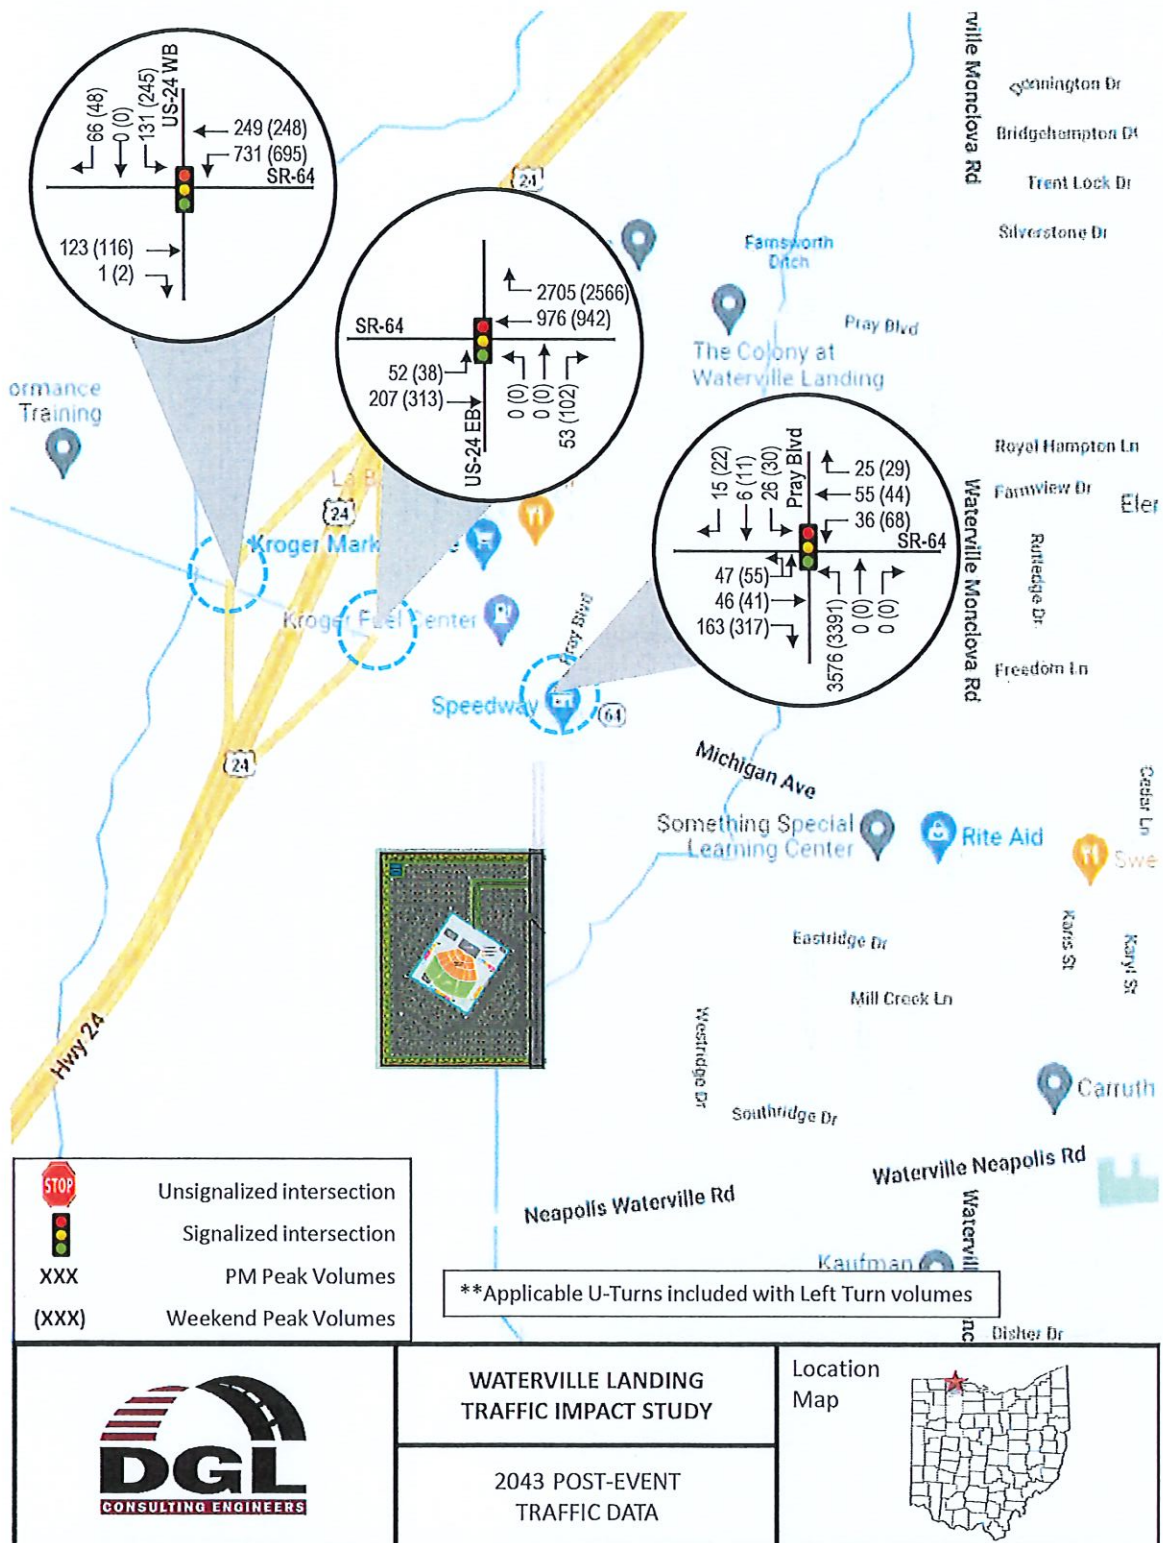 66 (48)
0 (0)
131 (245)
US-24 WB
249 (248)
731 (695)
SR-64
123 (116)
1 (2)
24
2705 (2566)
976 (942)
SR-64
52 (38)
207 (313)
US-24 EB
0 (0)
0 (0)
53 (102)
15 (22)
6 (11)
26 (30)
Pray Blvd
25 (29)
55 (44)
36 (68)
SR-64
47 (55)
46 (41)
163 (317)
3576 (3391)
0 (0)
0 (0)
ville Monclova Rd
Bridgehampton
Trent Lock Dr
Silverstone Dr
Farnsworth
Ditch
Pray Blvd
The Colony at
Waterville Landing
ormance
Training
Royal Hampton Ln
Farmview Dr
Eler
Waterville Monclova Rd
Rutledge Dr.
Freedom Ln
24
Kroger Mark
Kroger Fuel Center
Pray Blvd
Speedway
64
24
Michigan Ave
Something Special
Learning Center
Rite Aid
Cedar Ln
Swe
Eastridge Dr
Karis St
Karyl St
Mill Creek Ln
Westridge Dr
Southridge Dr
Carruth
Hwy 24
Waterville Neapolis Rd
Neapolis Waterville Rd
Kaufman
Disher Dr
STOP
Unsignalized intersection
Signalized intersection
XXX PM Peak Volumes
(XXX) Weekend Peak Volumes
**Applicable U-Turns included with Left Turn volumes
DGL
CONSULTING ENGINEERS
WATERVILLE LANDING
TRAFFIC IMPACT STUDY
2043 POST-EVENT
TRAFFIC DATA
Location
Map